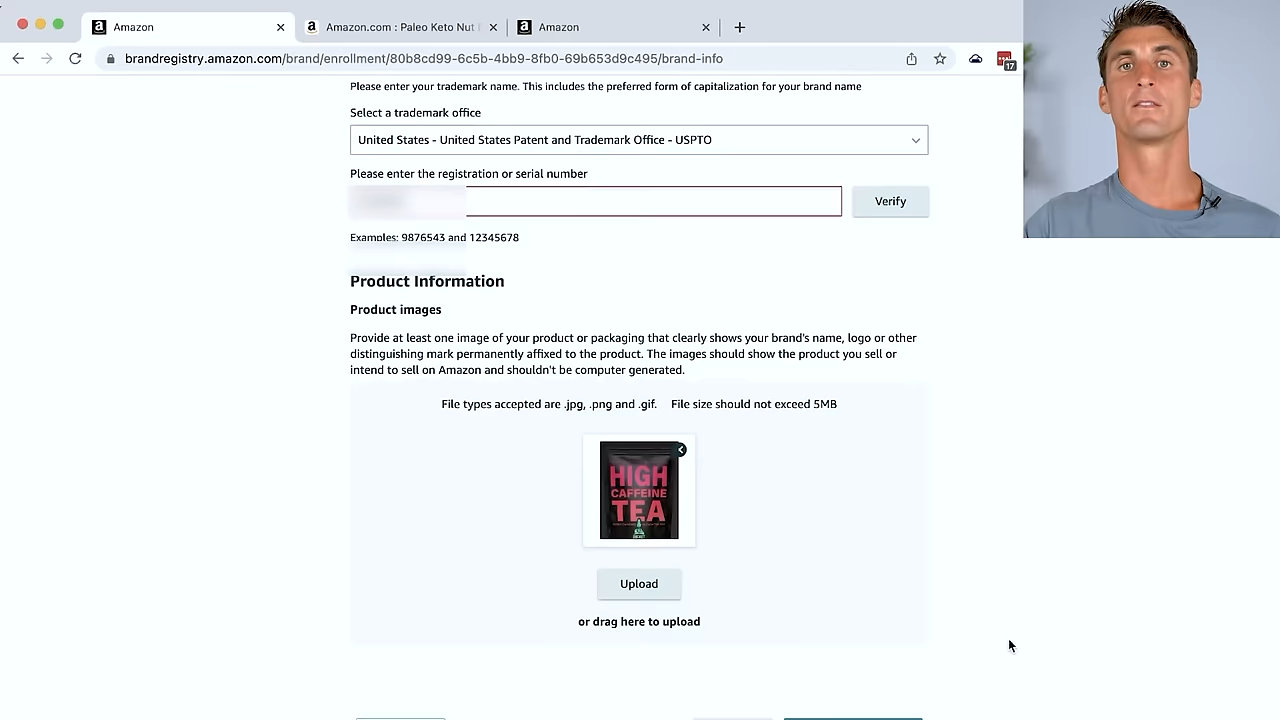 Amazon
Amazon.com : Paleo Keto Nut
Amazon
brandregistry.amazon.com/brand/enrollment/80b8cd99-6c5b-4bb9-8fb0-69b653d9c495/brand-info
17
Please enter your trademark name. This includes the preferred form of capitalization for your brand name
Select a trademark office
United States - United States Patent and Trademark Office - USPTO
Please enter the registration or serial number
Verify
Examples: 9876543 and 12345678
Product Information
Product images
Provide at least one image of your product or packaging that clearly shows your brand's name, logo or other
distinguishing mark permanently affixed to the product. The images should show the product you sell or
intend to sell on Amazon and shouldn't be computer generated.
File types accepted are .jpg, .png and .gif. File size should not exceed 5MB
HIGH
CAFFEINE
TEA
Upload
or drag here to upload